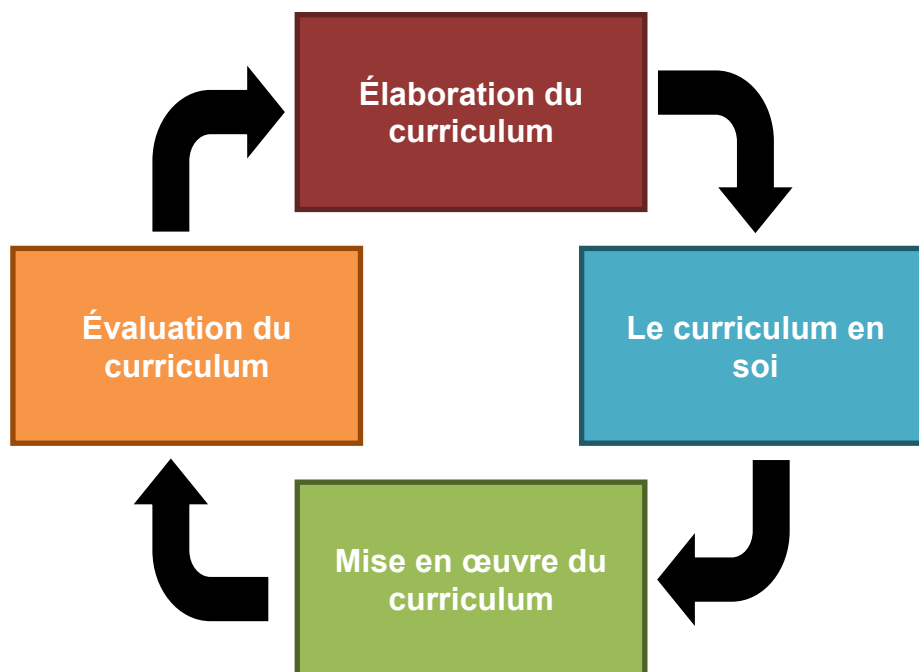 Élaboration du
curriculum
Évaluation du
curriculum
Le curriculum en
soi
Mise en œuvre du
curriculum